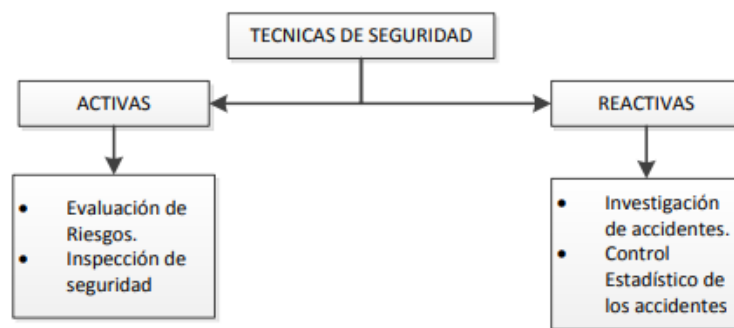 TECNICAS DE SEGURIDAD
ACTIVAS
REACTIVAS
• Evaluación de
Riesgos.
• Inspección de
seguridad
• Investigación
de accidentes.
• Control
Estadístico de
los accidentes